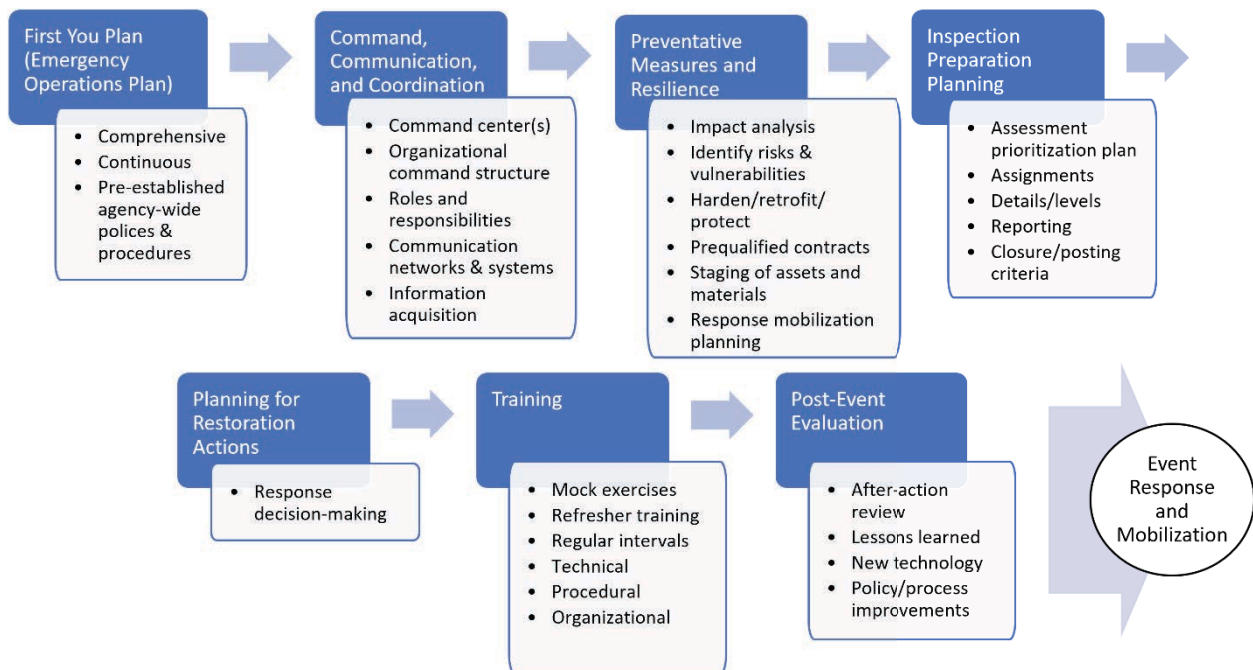 First You Plan
(Emergency
Operations Plan)
• Comprehensive
• Continuous
• Pre-established
agency-wide
polices &
procedures
Command,
Communication,
and Coordination
• Command center(s)
• Organizational
command structure
• Roles and
responsibilities
• Communication
networks & systems
• Information
acquisition
Preventative
Measures and
Resilience
• Impact analysis
• Identify risks &
vulnerabilities
• Harden/retrofit/
protect
• Prequalified contracts
• Staging of assets and
materials
• Response mobilization
planning
Inspection
Preparation
Planning
• Assessment
prioritization plan
• Assignments
• Details/levels
• Reporting
• Closure/posting
criteria
Planning for
Restoration
Actions
• Response
decision-making
Training
• Mock exercises
• Refresher training
• Regular intervals
• Technical
• Procedural
• Organizational
Post-Event
Evaluation
• After-action
review
• Lessons learned
• New technology
• Policy/process
improvements
Event
Response
and
Mobilization